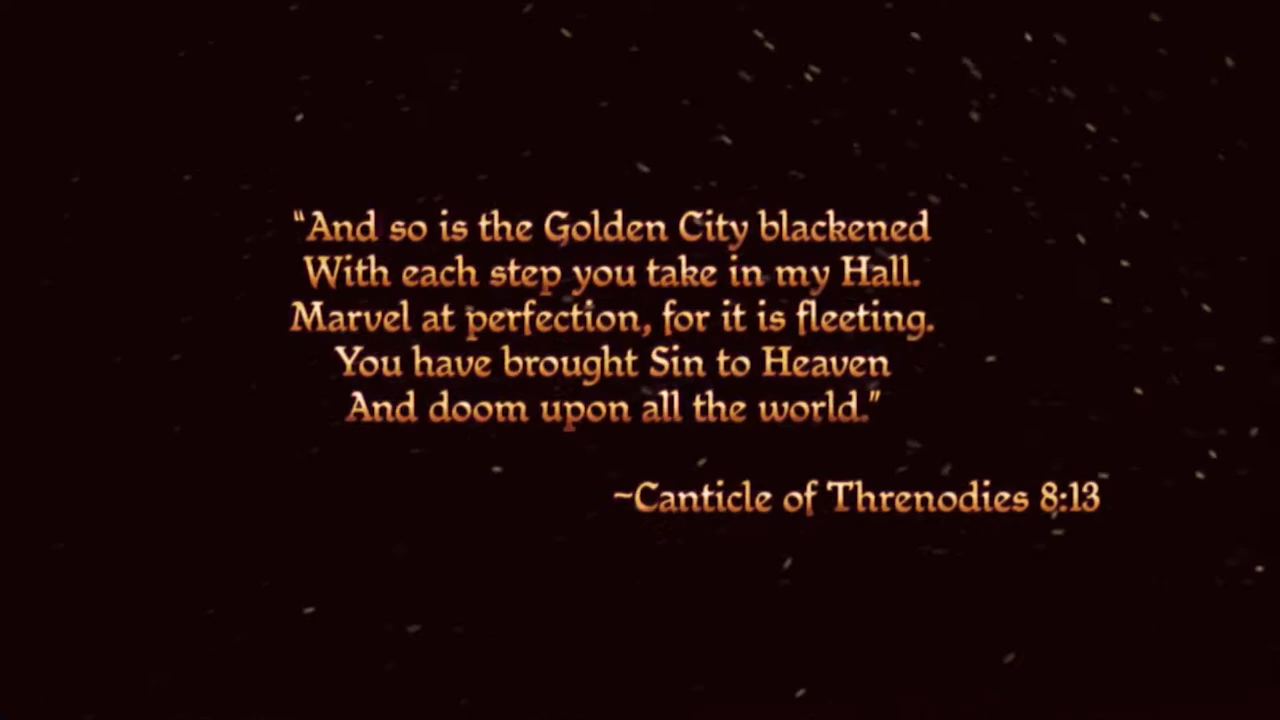 “And so is the Golden City blackened
With each step you take in my Hall.
Marvel at perfection, for it is fleeting.
You have brought Sin to Heaven
And doom upon all the world.”
~Canticle of Threnodies 8:13